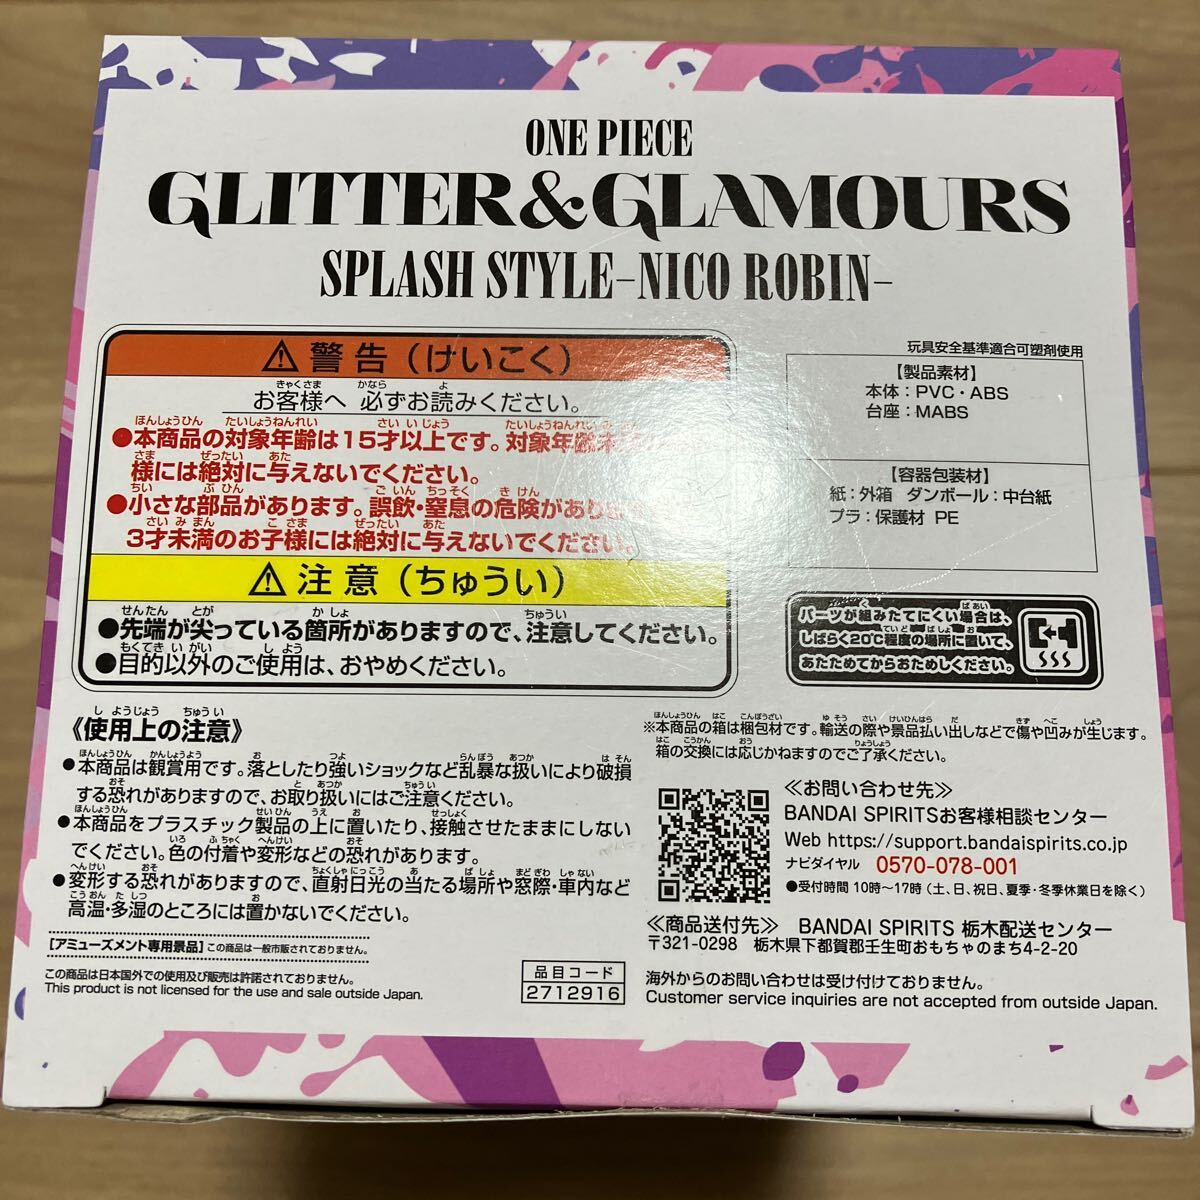 ONE PIECE
GLITTER&GLAMOURS
SPLASH STYLE-NICO ROBIN-
⚠警告(けいこく)
お客様へ 必ずお読みください。
●本商品の対象年齢は15才以上です。対象年齢未
様には絶対に与えないでください。
●小さな部品があります。誤飲・窒息の危険があります
3才未満のお子様には絶対に与えないでください。
⚠注意(ちゅうい)
●先端が尖っている箇所がありますので、注意してください。
●目的以外のご使用は、おやめください。
玩具安全基準適合可塑剤使用
【製品素材】
本体:PVC・ABS
台座:MABS
【容器包装材】
紙:外箱 ダンボール:中台紙
プラ:保護材 PE
パーツが組みたてにくい場合は、
しばらく20℃程度の場所に置いて、
あたためてからおためしください。
《使用上の注意》
●本商品は観賞用です。落としたり強いショックなど乱暴な扱いにより破損
する恐れがありますので、お取り扱いにはご注意ください。
●本商品をプラスチック製品の上に置いたり、接触させたままにしない
でください。色の付着や変形などの恐れがあります。
●変形する恐れがありますので、直射日光の当たる場所や窓際・車内など
高温・多湿のところには置かないでください。
[アミューズメント専用景品] この商品は一般市販されておりません。
この商品は日本国外での使用及び販売は許諾されておりません。
This product is not licensed for the use and sale outside Japan.
品目コード
2712916
※本商品の箱は梱包材です。輸送の際や景品払い出しなどで傷や凹みが生じます。
箱の交換には応じかねますのでご了承ください。
≪お問い合わせ先≫
BANDAI SPIRITSお客様相談センター
Web https://support.bandaispirits.co.jp
ナビダイヤル 0570-078-001
●受付時間 10時〜17時(土、日、祝日、夏季・冬季休業日を除く)
≪商品送付先≫ BANDAI SPIRITS 栃木配送センター
〒321-0298 栃木県下都賀郡壬生町おもちゃのまち4-2-20
海外からのお問い合わせは受け付けておりません。
Customer service inquiries are not accepted from outside Japan.